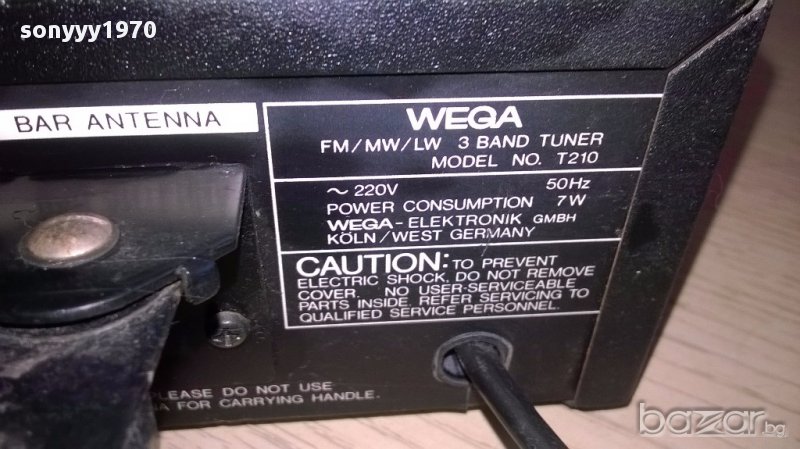 sonyyy1970
BAR ANTENNA
WEGA
FM/MW/LW 3 BAND TUNER
MODEL NO. T210
~ 220V 50Hz
POWER CONSUMPTION 7W
WEGA-ELEKTRONIK GMBH
KÖLN/WEST GERMANY
CAUTION: TO PREVENT
ELECTRIC SHOCK, DO NOT REMOVE
COVER. NO USER-SERVICEABLE
PARTS INSIDE. REFER SERVICING TO
QUALIFIED SERVICE PERSONNEL.
PLEASE DO NOT USE
FOR CARRYING HANDLE.
bazar.bg